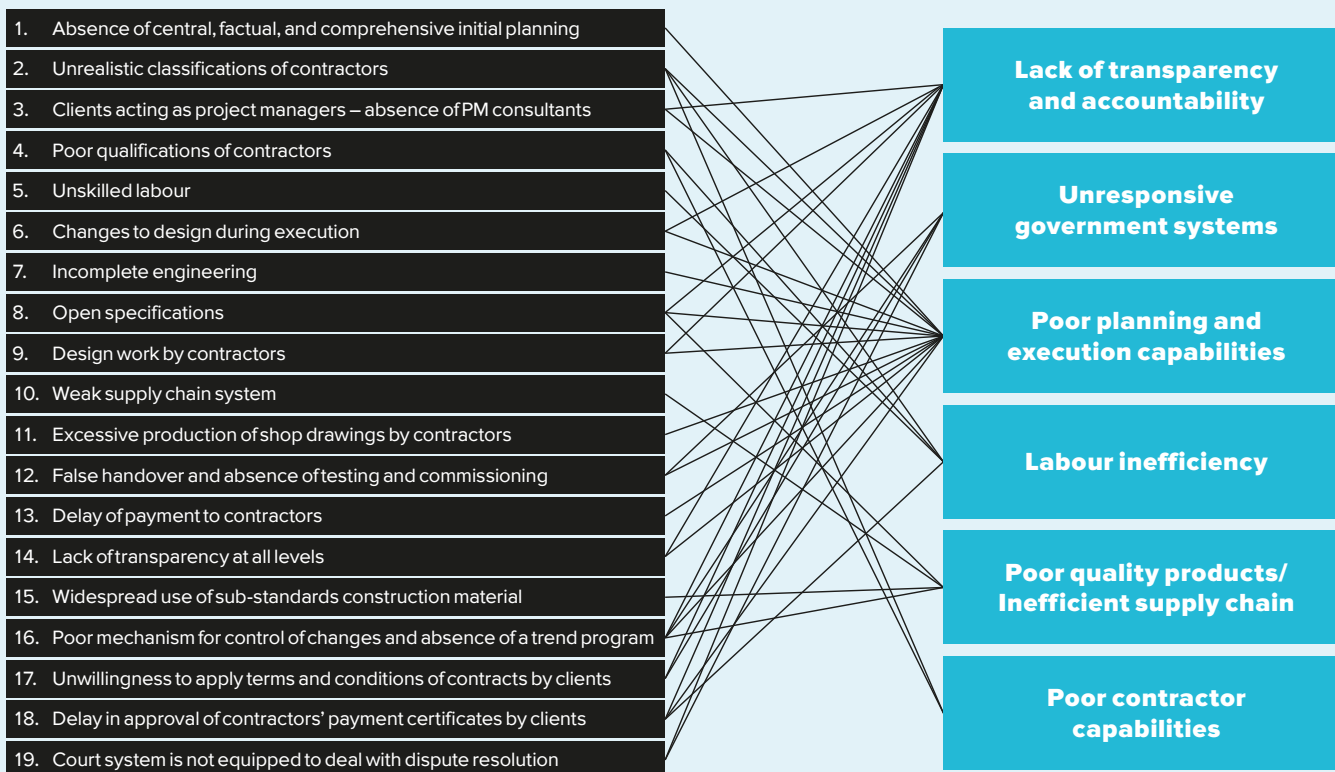 1. Absence of central, factual, and comprehensive initial planning
2. Unrealistic classifications of contractors
3. Clients acting as project managers – absence of PM consultants
4. Poor qualifications of contractors
5. Unskilled labour
6. Changes to design during execution
7. Incomplete engineering
8. Open specifications
9. Design work by contractors
10. Weak supply chain system
11. Excessive production of shop drawings by contractors
12. False handover and absence of testing and commissioning
13. Delay of payment to contractors
14. Lack of transparency at all levels
15. Widespread use of sub-standards construction material
16. Poor mechanism for control of changes and absence of a trend program
17. Unwillingness to apply terms and conditions of contracts by clients
18. Delay in approval of contractors’ payment certificates by clients
19. Court system is not equipped to deal with dispute resolution
Lack of transparency
and accountability
Unresponsive
government systems
Poor planning and
execution capabilities
Labour inefficiency
Poor quality products/
Inefficient supply chain
Poor contractor
capabilities